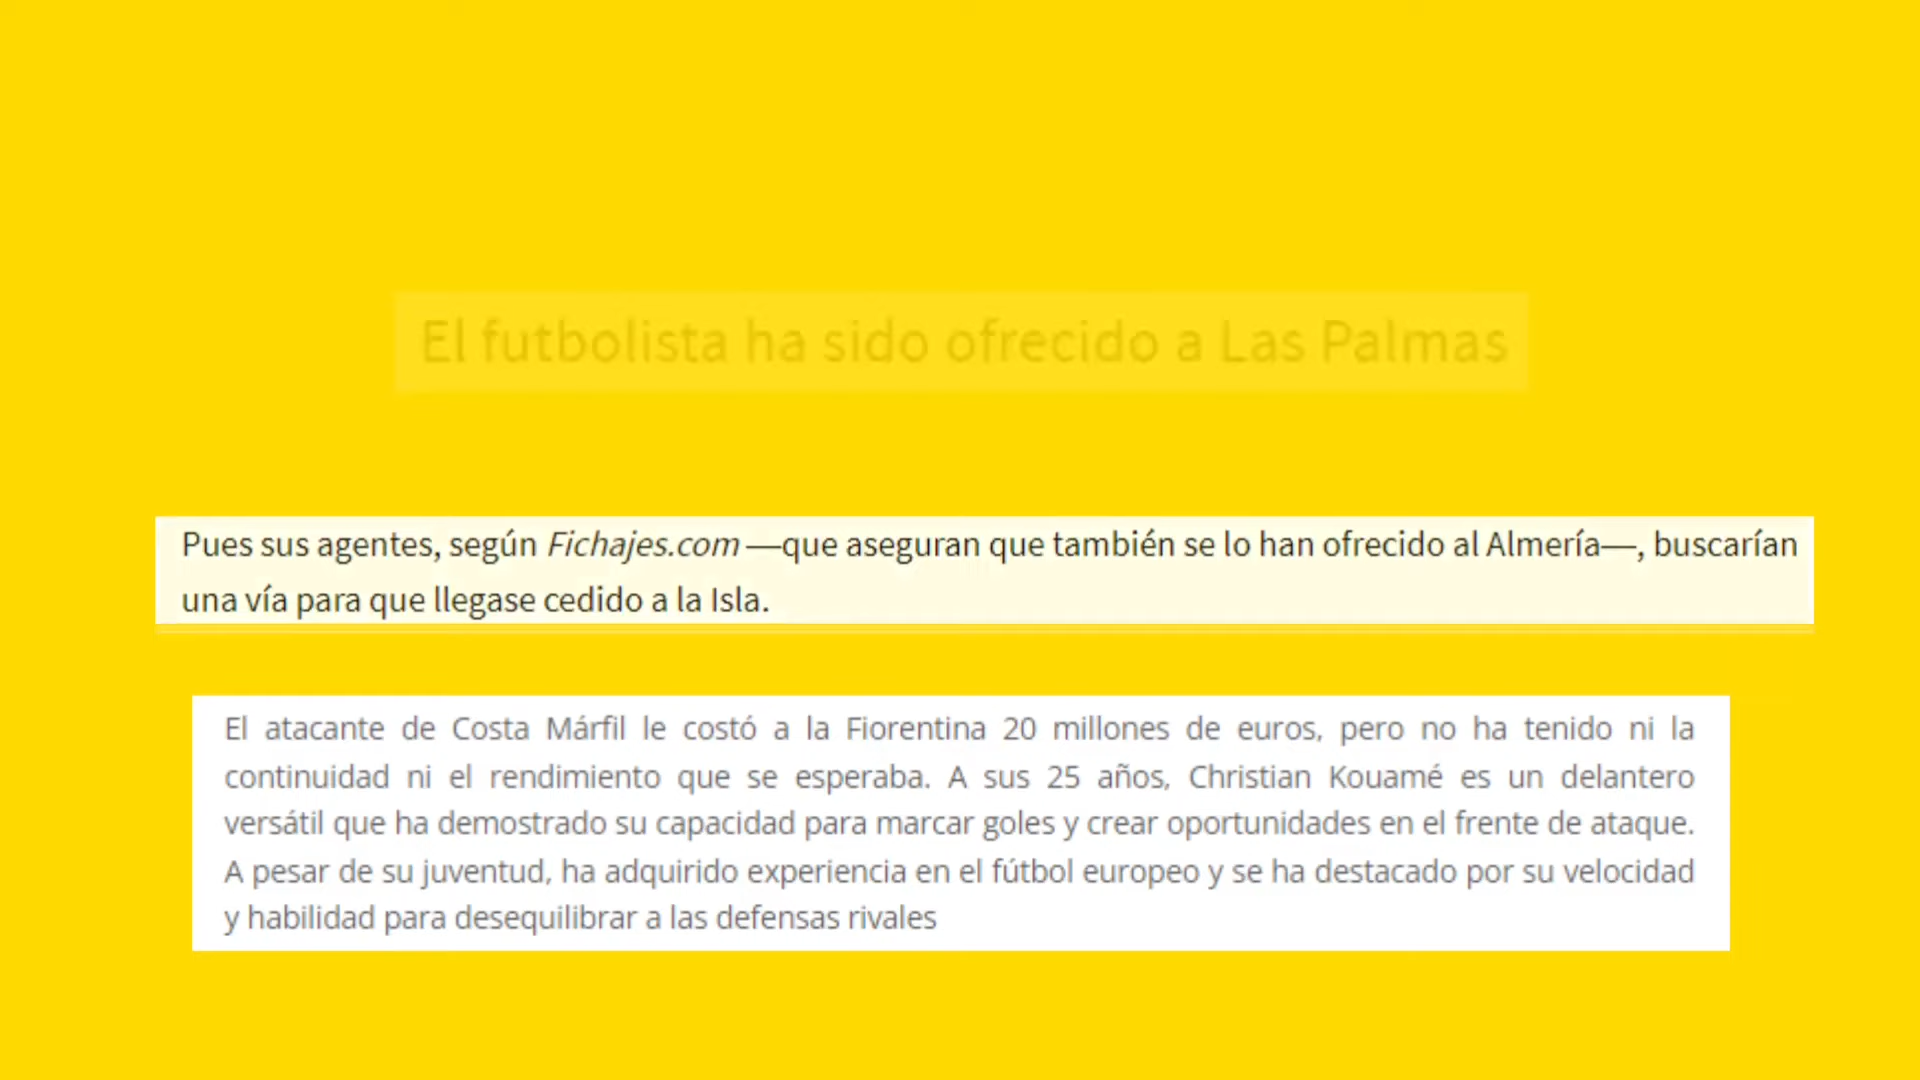 El futbolista ha sido ofrecido a Las Palmas
Pues sus agentes, según Fichajes.com —que aseguran que también se lo han ofrecido al Almería—, buscarían
una vía para que llegase cedido a la Isla.
El atacante de Costa Márfil le costó a la Fiorentina 20 millones de euros, pero no ha tenido ni la
continuidad ni el rendimiento que se esperaba. A sus 25 años, Christian Kouamé es un delantero
versátil que ha demostrado su capacidad para marcar goles y crear oportunidades en el frente de ataque.
A pesar de su juventud, ha adquirido experiencia en el fútbol europeo y se ha destacado por su velocidad
y habilidad para desequilibrar a las defensas rivales